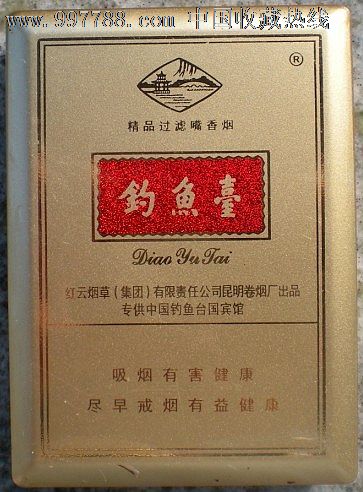 www.997788.com 中国收藏热线
®
精品过滤嘴香烟
钓魚臺
Diao Yu Tai
红云烟草(集团)有限责任公司昆明卷烟厂出品
专供中国钓鱼台国宾馆
吸烟有害健康
尽早戒烟有益健康